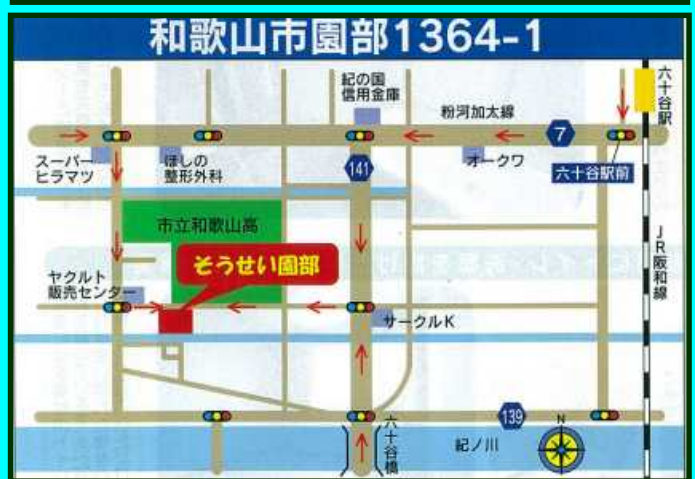 和歌山市園部1364-1
六十谷駅
紀の国
信用金庫
粉河加太線
7
スーパー
ヒラマツ
ほしの
整形外科
141
オークワ
六十谷駅前
市立和歌山高
JR阪和線
そうせい園部
ヤクルト
販売センター
サークルK
139
六十谷橋
紀ノ川
N